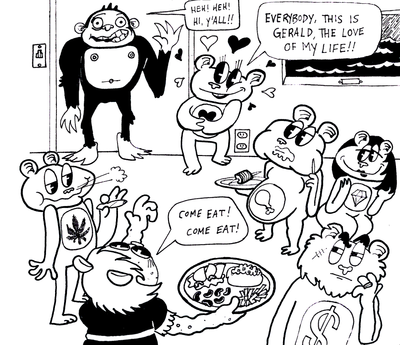 HEH! HEH!
HI, Y'ALL!!
EVERYBODY, THIS IS
GERALD, THE LOVE
OF MY LIFE!!
COME EAT!
COME EAT!
$